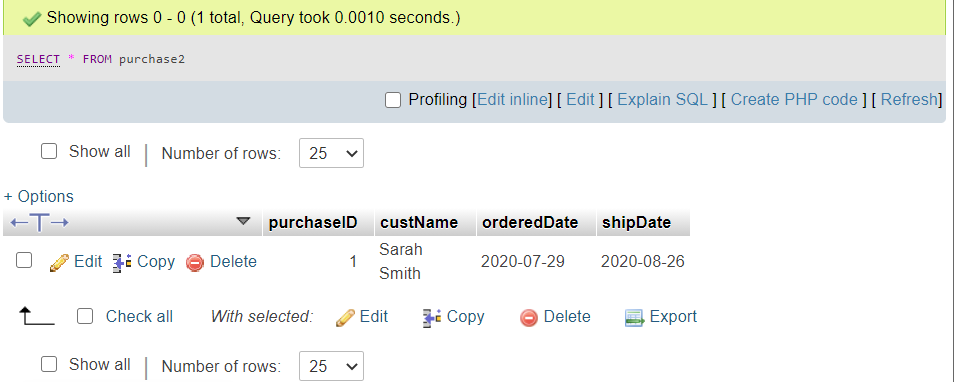 Showing rows 0 - 0 (1 total, Query took 0.0010 seconds.)
SELECT * FROM purchase2
Profiling [Edit inline] [ Edit ] [ Explain SQL ] [ Create PHP code ] [ Refresh]
Show all | Number of rows: 25
+ Options
←T→ purchaseID custName orderedDate shipDate
Edit Copy Delete 1 Sarah Smith 2020-07-29 2020-08-26
Check all With selected: Edit Copy Delete Export
Show all | Number of rows: 25